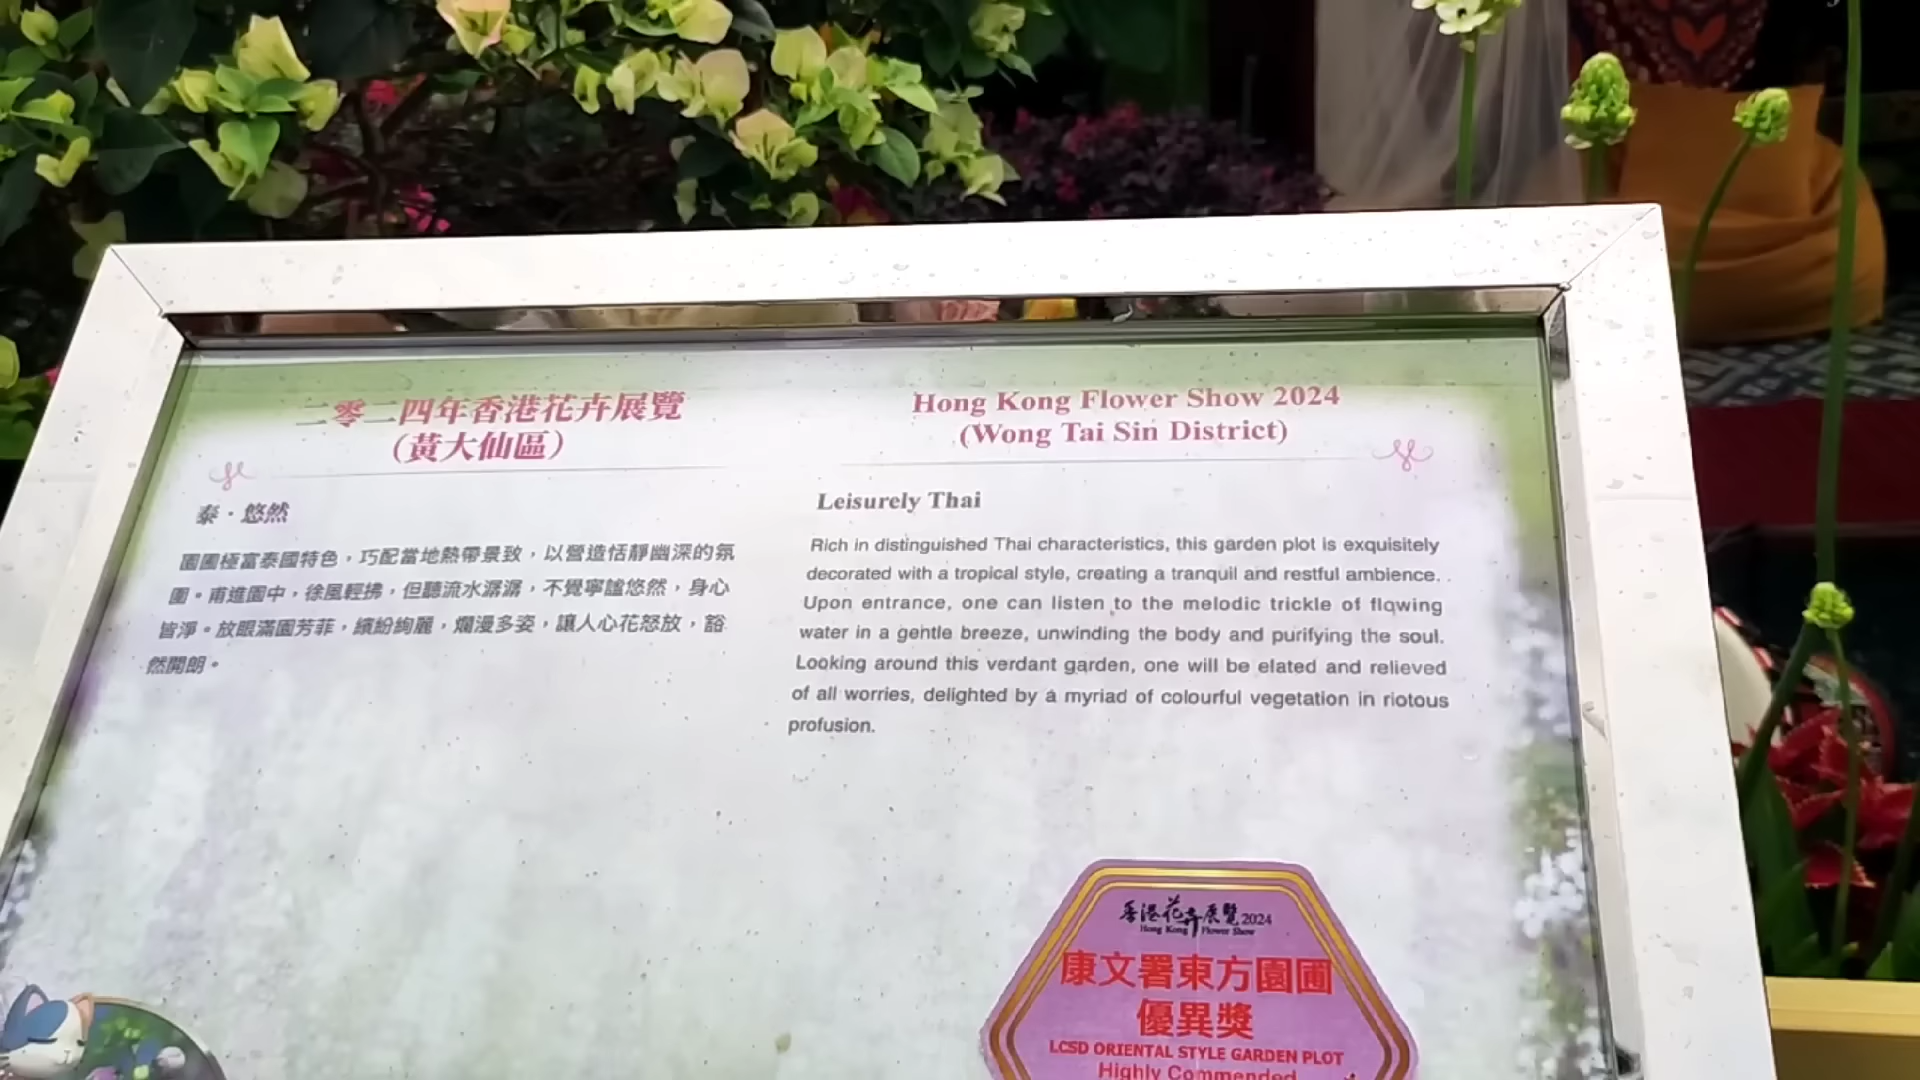 二零二四年香港花卉展覽
（黃大仙區）
泰．悠然
園圃極富泰國特色，巧配當地熱帶景致，以營造恬靜幽深的氛
圍。甫進園中，徐風輕拂，但聽流水潺潺，不覺寧謐悠然，身心
皆淨。放眼滿園芳菲，繽紛絢麗，爛漫多姿，讓人心花怒放，豁
然開朗。
Hong Kong Flower Show 2024
(Wong Tai Sin District)
Leisurely Thai
Rich in distinguished Thai characteristics, this garden plot is exquisitely
decorated with a tropical style, creating a tranquil and restful ambience.
Upon entrance, one can listen to the melodic trickle of flowing
water in a gentle breeze, unwinding the body and purifying the soul.
Looking around this verdant garden, one will be elated and relieved
of all worries, delighted by a myriad of colourful vegetation in riotous
profusion.
香港花卉展覽2024
Hong Kong Flower Show
康文署東方園圃
優異獎
LCSD ORIENTAL STYLE GARDEN PLOT
Highly Commended